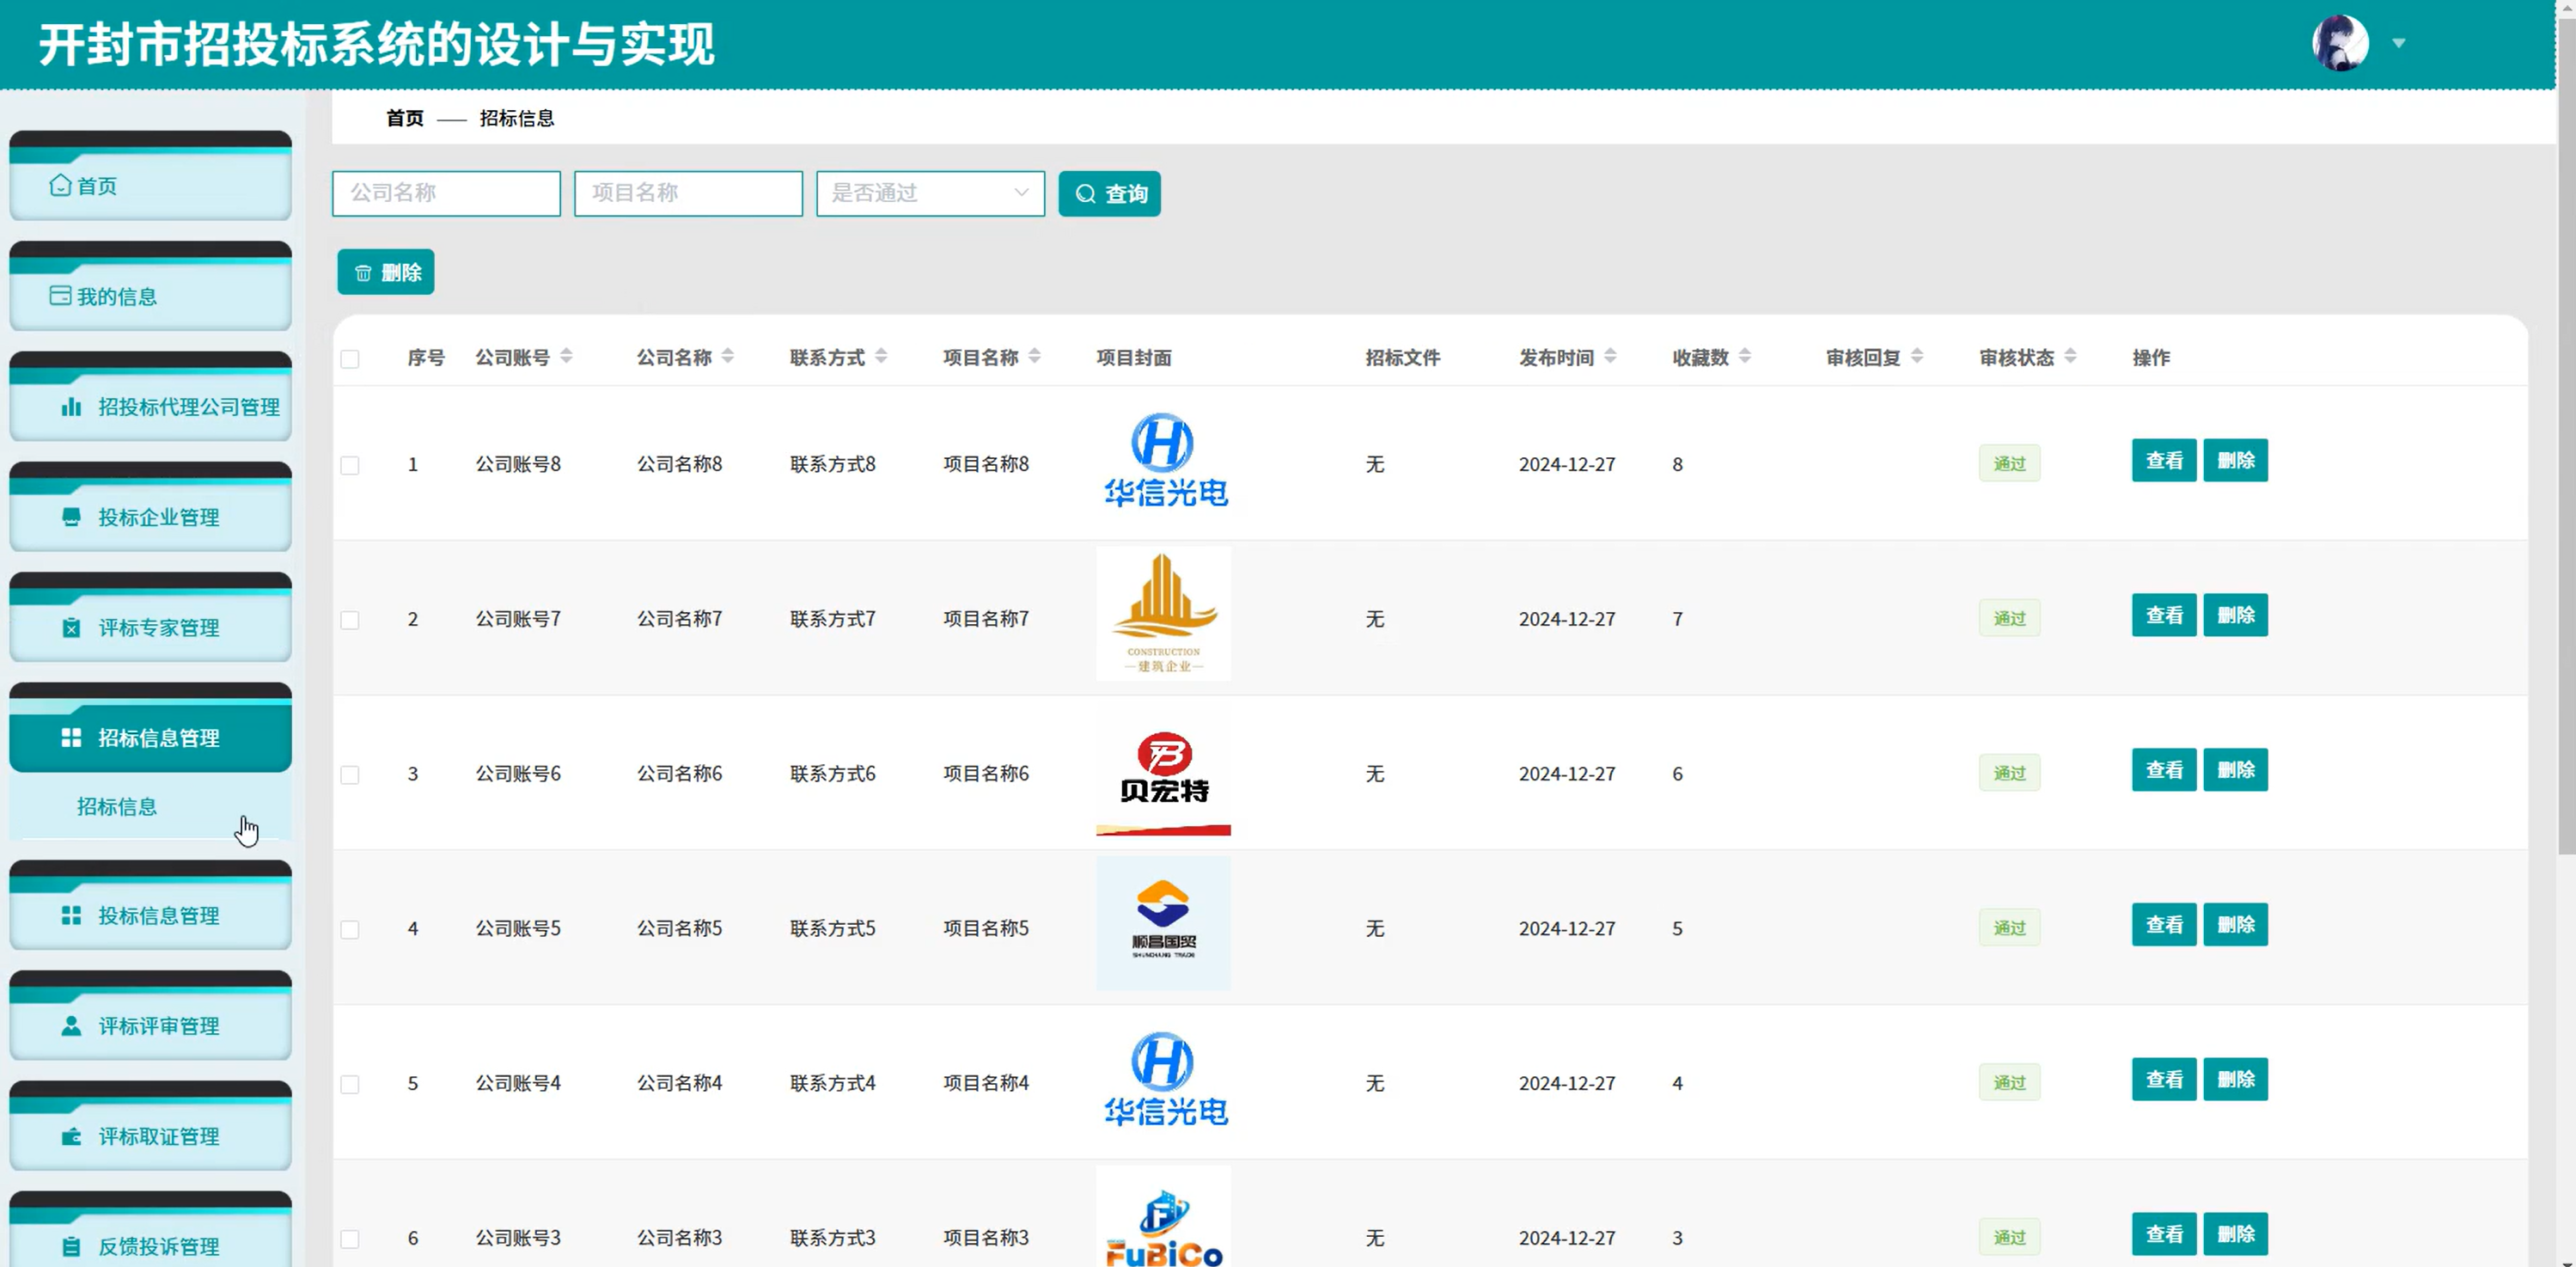 开封市招投标系统的设计与实现
首页 —— 招标信息
首页
我的信息
招投标代理公司管理
投标企业管理
评标专家管理
招标信息管理
招标信息
投标信息管理
评标评审管理
评标取证管理
反馈投诉管理
公司名称 项目名称 是否通过 查询
删除
序号 公司账号 公司名称 联系方式 项目名称 项目封面 招标文件 发布时间 收藏数 审核回复 审核状态 操作
1 公司账号8 公司名称8 联系方式8 项目名称8 华信光电 无 2024-12-27 8 通过 查看 删除
2 公司账号7 公司名称7 联系方式7 项目名称7 无 2024-12-27 7 通过 查看 删除
CONSTRUCTION
—建筑企业—
3 公司账号6 公司名称6 联系方式6 项目名称6 贝宏特 无 2024-12-27 6 通过 查看 删除
4 公司账号5 公司名称5 联系方式5 项目名称5 无 2024-12-27 5 通过 查看 删除
顺昌国贸
SHUNCHANG TRADE
5 公司账号4 公司名称4 联系方式4 项目名称4 华信光电 无 2024-12-27 4 通过 查看 删除
6 公司账号3 公司名称3 联系方式3 项目名称3 FuBiCo 无 2024-12-27 3 通过 查看 删除